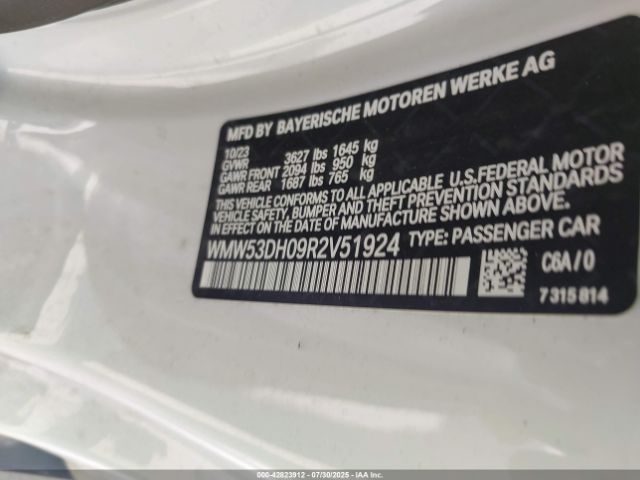 MFD BY BAYERISCHE MOTOREN WERKE AG
10/23
GVWR 3627 lbs 1645 kg
GAWR FRONT 2094 lbs 950 kg
GAWR REAR 1687 lbs 765 kg
THIS VEHICLE CONFORMS TO ALL APPLICABLE U.S.FEDERAL MOTOR
VEHICLE SAFETY, BUMPER AND THEFT PREVENTION STANDARDS
IN EFFECT ON THE DATE OF MANUFACTURE SHOWN ABOVE.
WMW53DH09R2V51924 TYPE: PASSENGER CAR
C6A/0
7315814
000-42823912 | 07/30/2025 | IAA Inc.